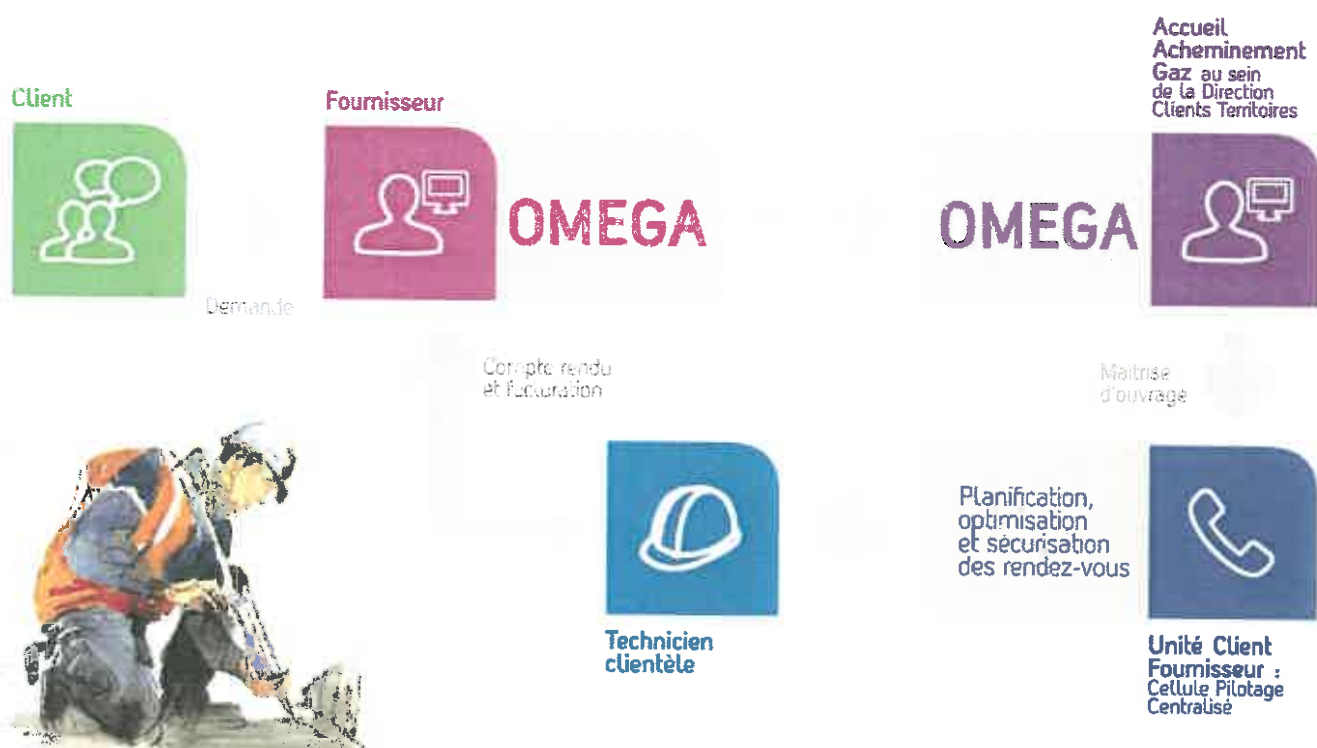 Client
Fournisseur
OMEGA
OMEGA
Accueil
Acheminement
Gaz au sein
de la Direction
Clients Territoires
Demande
Compte rendu
et facturation
Maitrise
d'ouvrage
Technicien
clientèle
Planification,
optimisation
et sécurisation
des rendez-vous
Unité Client
Fournisseur :
Cellule Pilotage
Centralisé